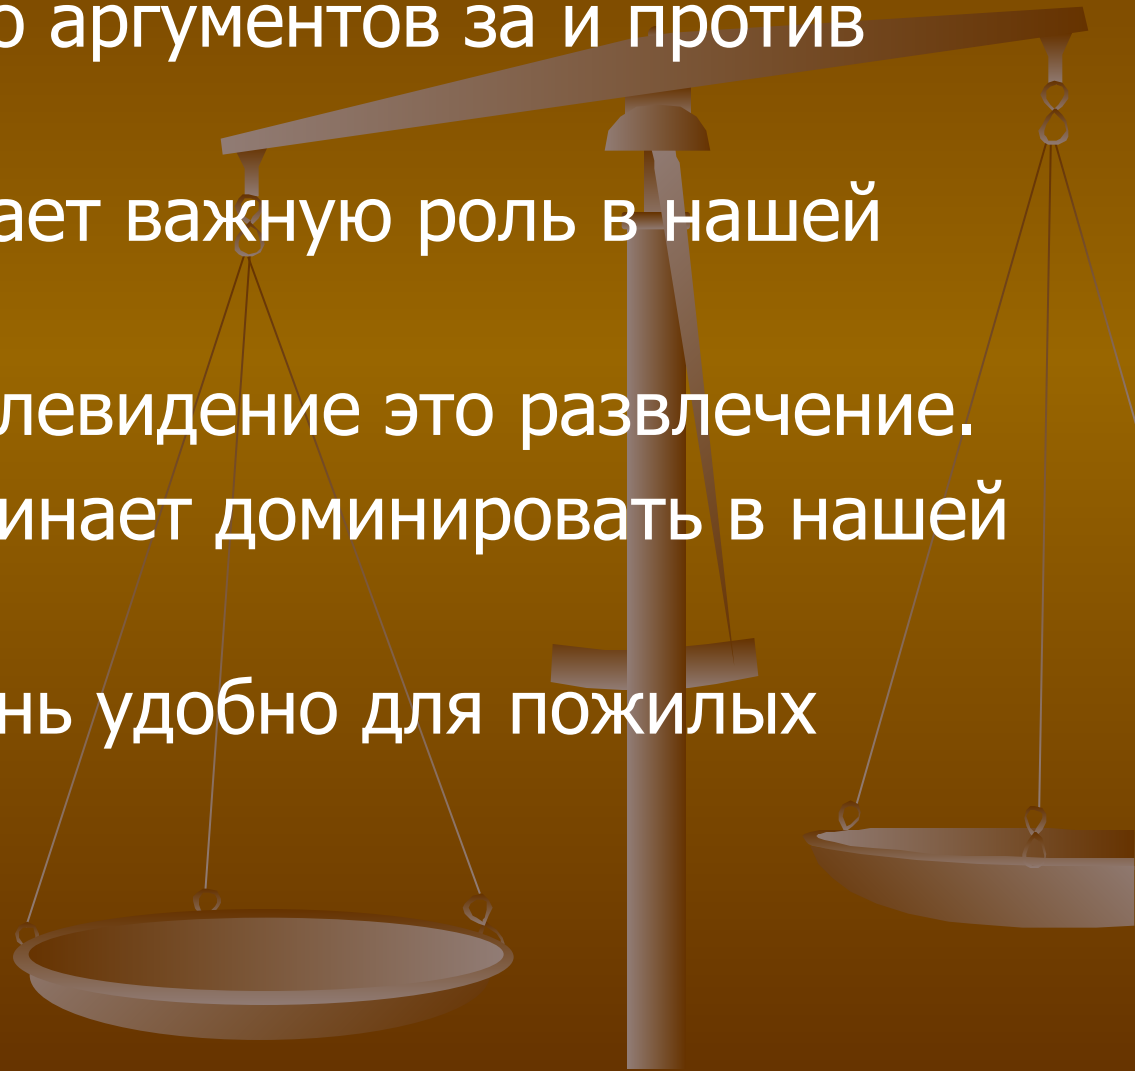 о аргументов за и против
ает важную роль в нашей
левидение это развлечение.
инает доминировать в нашей
нь удобно для пожилых